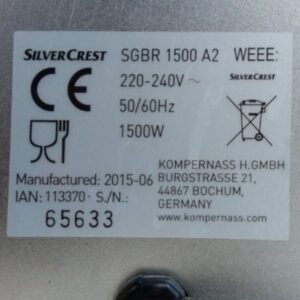 SILVERCREST SGBR 1500 A2 WEEE:
220-240V ~ SILVERCREST
50/60Hz
1500W
KOMPERNASS H.GMBH
Manufactured: 2015-06 BURGSTRASSE 21,
IAN: 113370 · S./N.: 44867 BOCHUM,
65633 GERMANY
www.kompernass.com